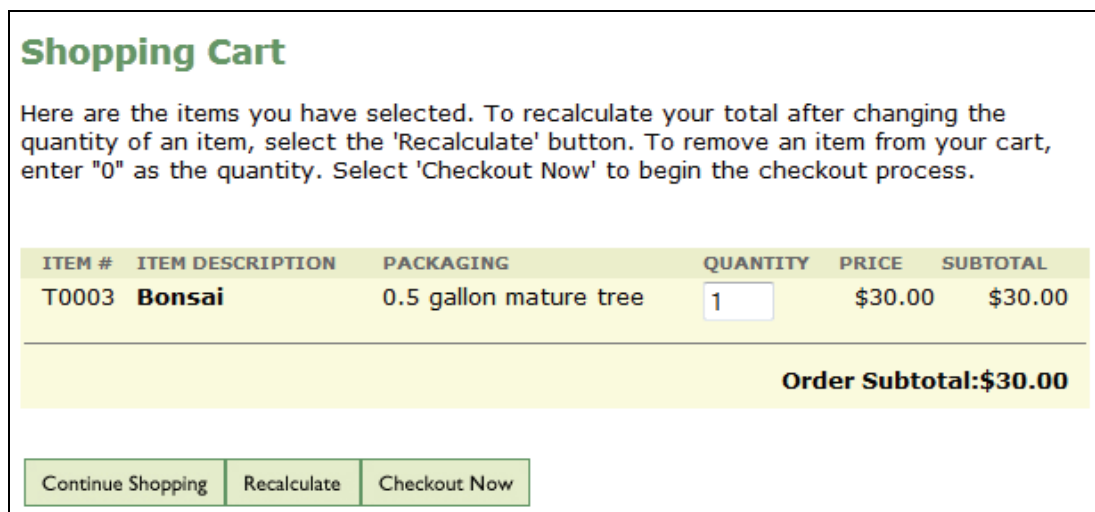 Shopping Cart
Here are the items you have selected. To recalculate your total after changing the
quantity of an item, select the 'Recalculate' button. To remove an item from your cart,
enter "0" as the quantity. Select 'Checkout Now' to begin the checkout process.
ITEM # ITEM DESCRIPTION PACKAGING QUANTITY PRICE SUBTOTAL
T0003 Bonsai 0.5 gallon mature tree 1 $30.00 $30.00
Order Subtotal:$30.00
Continue Shopping Recalculate Checkout Now